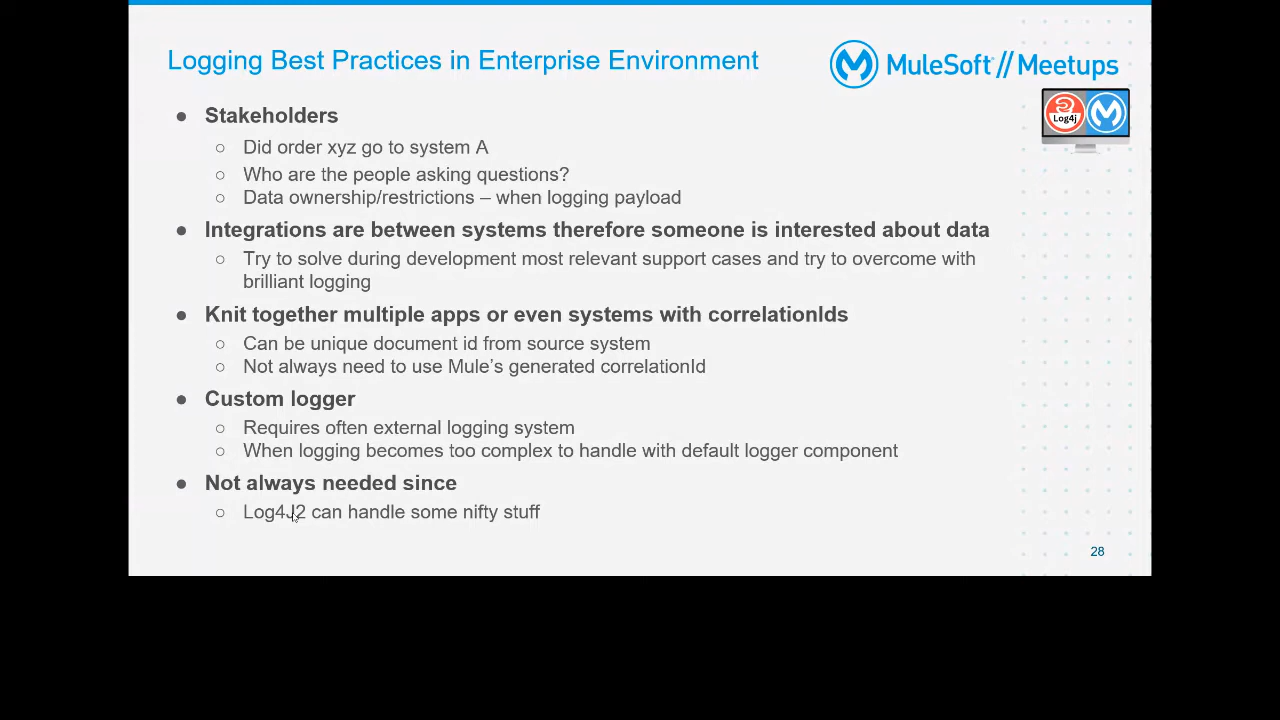 Logging Best Practices in Enterprise Environment
MuleSoft // Meetups
Log4j
● Stakeholders
○ Did order xyz go to system A
○ Who are the people asking questions?
○ Data ownership/restrictions – when logging payload
● Integrations are between systems therefore someone is interested about data
○ Try to solve during development most relevant support cases and try to overcome with
brilliant logging
● Knit together multiple apps or even systems with correlationIds
○ Can be unique document id from source system
○ Not always need to use Mule’s generated correlationId
● Custom logger
○ Requires often external logging system
○ When logging becomes too complex to handle with default logger component
● Not always needed since
○ Log4J2 can handle some nifty stuff
28